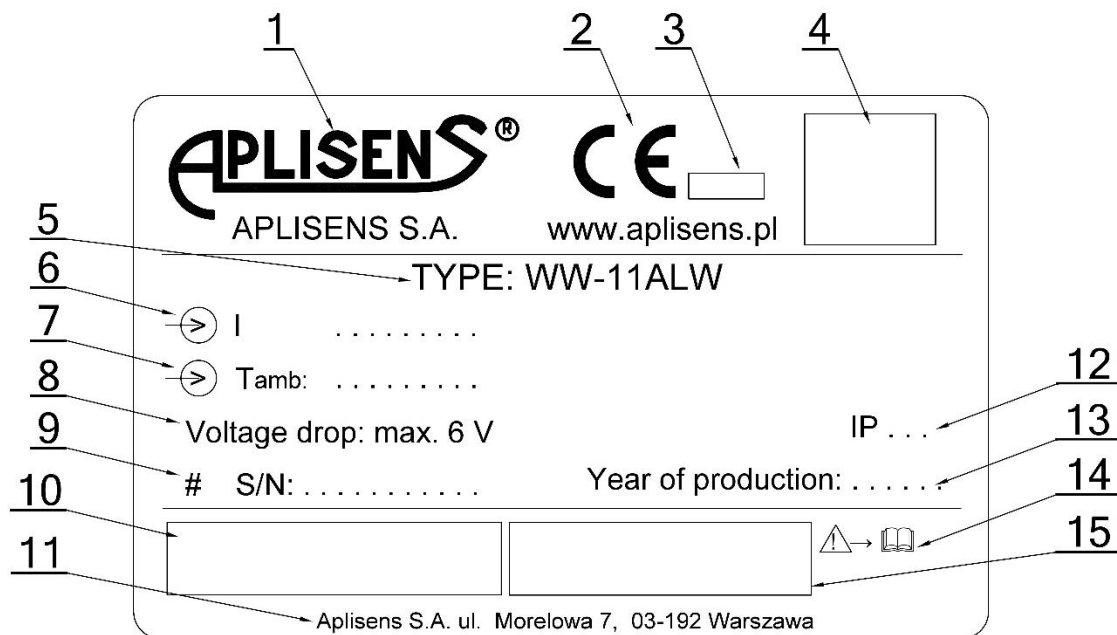 1
2
3
4
APLISENS®
CE
APLISENS S.A.
www.aplisens.pl
5
TYPE: WW-11ALW
6
> I . . . . . . . . .
7
> Tamb: . . . . . . . . .
8
Voltage drop: max. 6 V
IP . . .
12
9
# S/N: . . . . . . . . . . .
Year of production: . . . . . .
13
10
14
15
11
Aplisens S.A. ul. Morelowa 7, 03-192 Warszawa